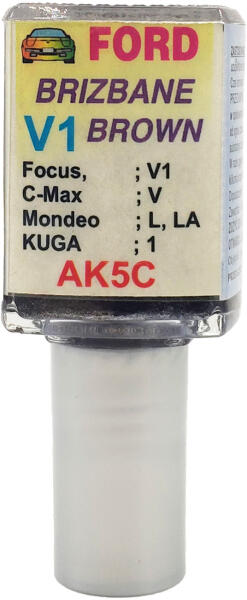 FORD
BRIZBANE
V1 BROWN
Focus, ; V1
C-Max ; V
Mondeo ; L, LA
KUGA ; 1
AK5C